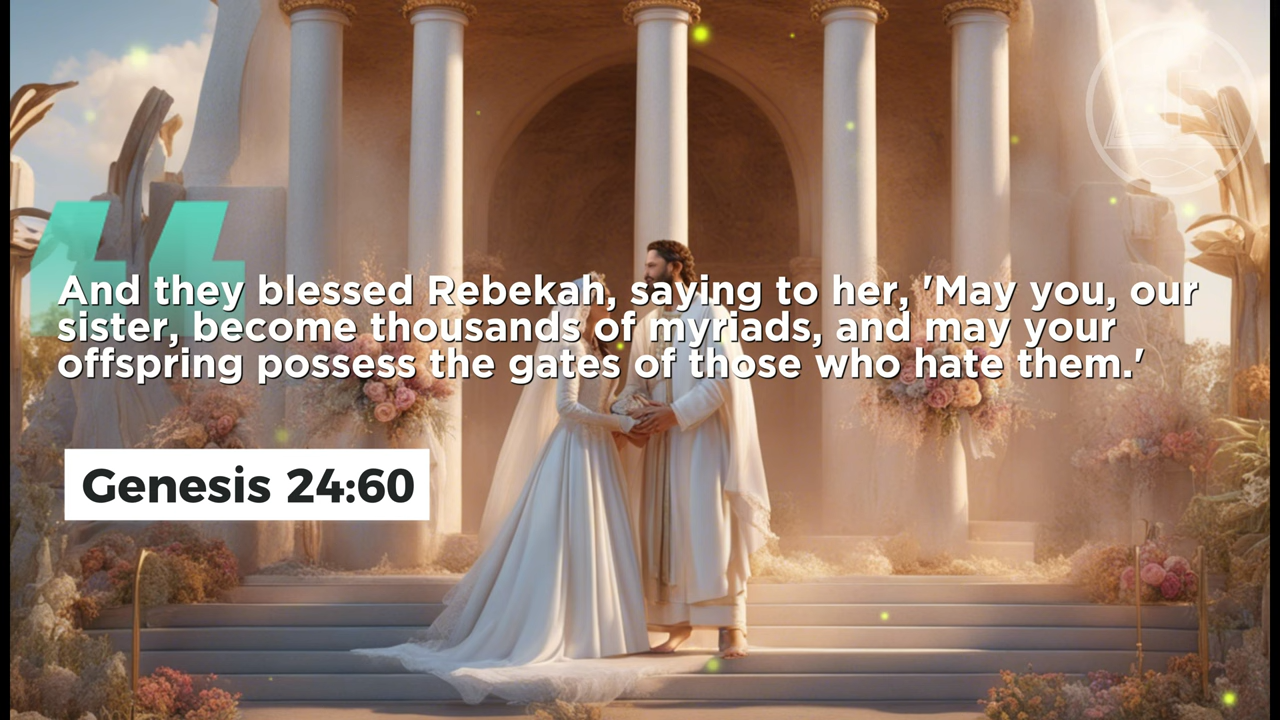 And they blessed Rebekah, saying to her, 'May you, our
sister, become thousands of myriads, and may your
offspring possess the gates of those who hate them.'
Genesis 24:60